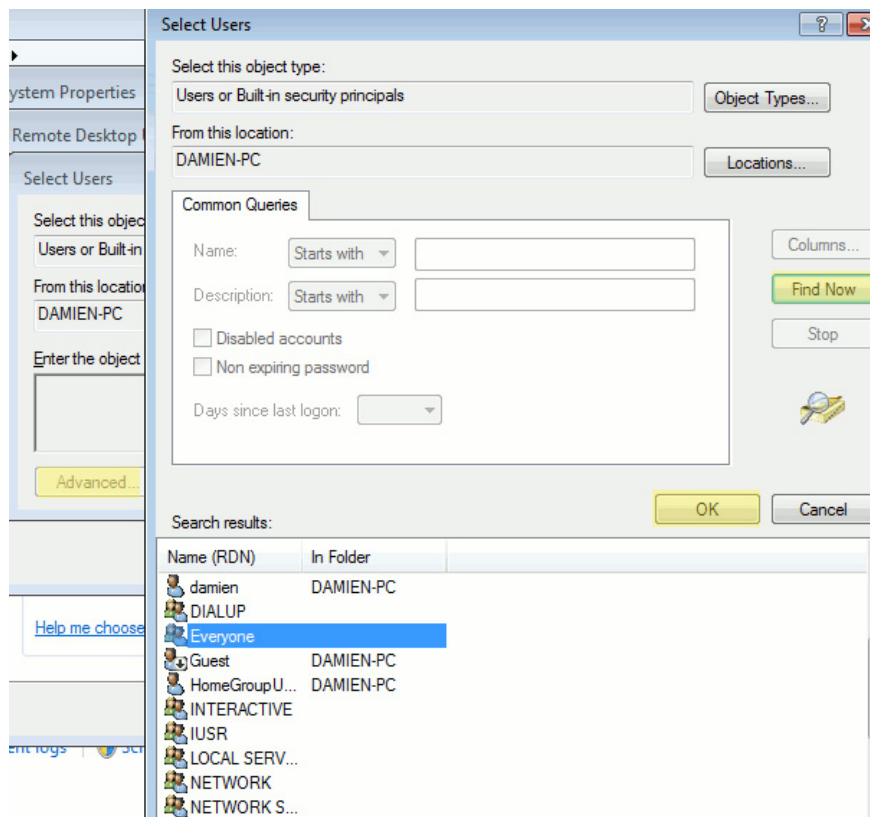 Select Users
ystem Properties
Remote Desktop
Select Users
Select this objec
Users or Built-in
From this location
DAMIEN-PC
Enter the object
Advanced...
Help me choose
Select this object type:
Users or Built-in security principals
Object Types...
From this location:
DAMIEN-PC
Locations...
Common Queries
Name:
Starts with
Columns...
Description:
Starts with
Find Now
Disabled accounts
Stop
Non expiring password
Days since last logon:
OK
Cancel
Search results:
Name (RDN) In Folder
damien DAMIEN-PC
DIALUP
Everyone
Guest DAMIEN-PC
HomeGroupU... DAMIEN-PC
INTERACTIVE
IUSR
LOCAL SERV...
NETWORK
NETWORK S...